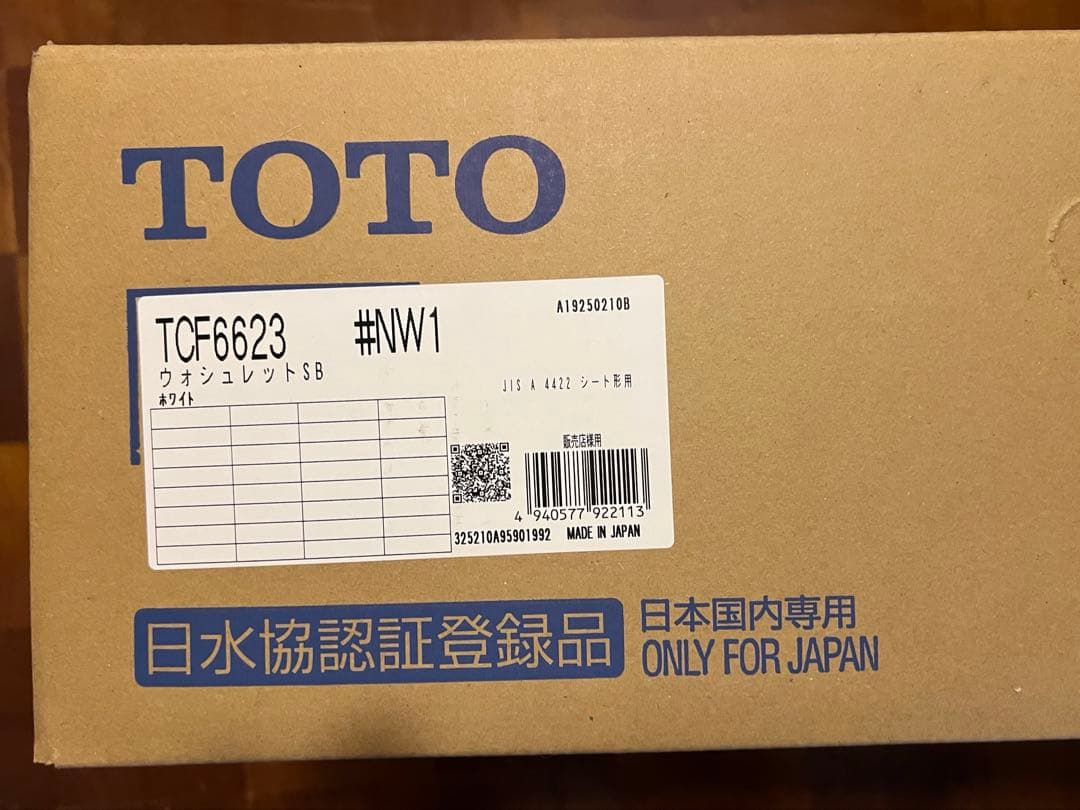 TOTO
TCF6623 #NW1
A19250210B
ウォシュレットSB
JIS A 4422 シート形用
ホワイト
販売店様用
4 940577 922113
325210A95901992 MADE IN JAPAN
日水協認証登録品
日本国内専用
ONLY FOR JAPAN